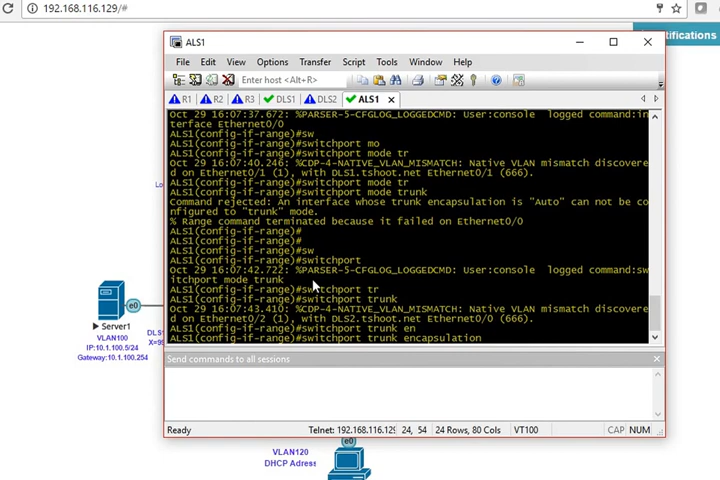 192.168.116.129/#
ALS1
File Edit View Options Transfer Script Tools Window Help
Enter host <Alt+R>
R1 R2 R3 DLS1 DLS2 ALS1
Oct 29 16:07:37.672: %PARSER-5-CFGLOG_LOGGEDCMD: User:console  logged command:in
terface Ethernet0/0
ALS1(config-if-range)#sw
ALS1(config-if-range)#switchport mo
ALS1(config-if-range)#switchport mode tr
Oct 29 16:07:40.246: %CDP-4-NATIVE_VLAN_MISMATCH: Native VLAN mismatch discovere
d on Ethernet0/1 (1), with DLS1.tshoot.net Ethernet0/1 (666).
ALS1(config-if-range)#switchport mode tr
ALS1(config-if-range)#switchport mode trunk
Command rejected: An interface whose trunk encapsulation is "Auto" can not be co
nfigured to "trunk" mode.
% Range command terminated because it failed on Ethernet0/0
ALS1(config-if-range)#
ALS1(config-if-range)#
ALS1(config-if-range)#sw
ALS1(config-if-range)#switchport
Oct 29 16:07:42.722: %PARSER-5-CFGLOG_LOGGEDCMD: User:console  logged command:sw
itchport mode trunk
ALS1(config-if-range)#switchport tr
ALS1(config-if-range)#switchport trunk
Oct 29 16:07:43.410: %CDP-4-NATIVE_VLAN_MISMATCH: Native VLAN mismatch discovere
d on Ethernet0/2 (1), with DLS2.tshoot.net Ethernet0/0 (666).
ALS1(config-if-range)#switchport trunk en
ALS1(config-if-range)#switchport trunk encapsulation
Send commands to all sessions
Ready Telnet: 192.168.116.129 24, 54 24 Rows, 80 Cols VT100 CAP NUM
e0
Server1
VLAN100
IP:10.1.100.5/24
Gateway:10.1.100.254
e0
VLAN120
DHCP Adress